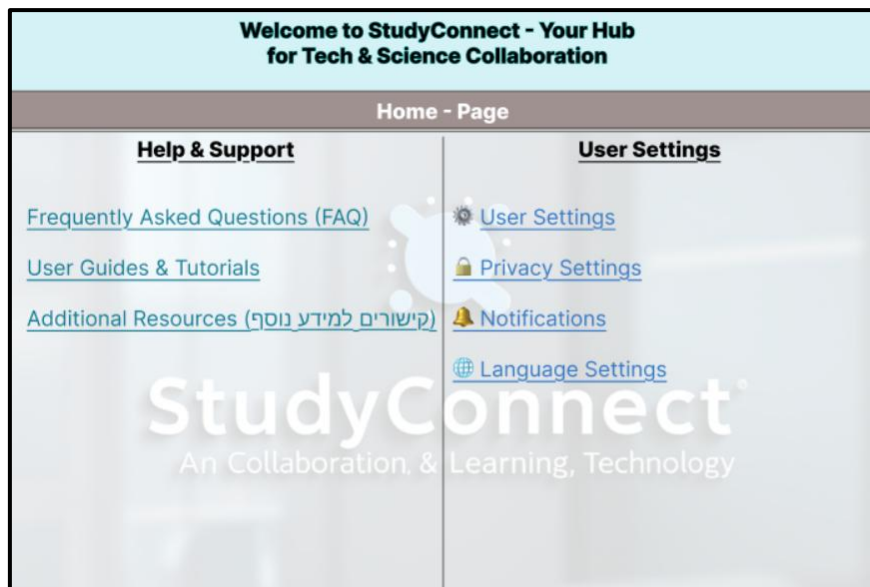 Welcome to StudyConnect - Your Hub
for Tech & Science Collaboration
Home - Page
Help & Support
Frequently Asked Questions (FAQ)
User Guides & Tutorials
Additional Resources (קישורים למידע נוסף)
User Settings
User Settings
Privacy Settings
Notifications
Language Settings
StudyConnect
An Collaboration, & Learning, Technology